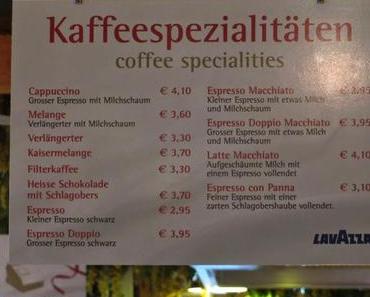 Kaffeespezialitäten
coffee specialities
Cappuccino € 4,10
Grosser Espresso mit Milchschaum
Melange € 3,60
Verlängerter mit Milchschaum
Verlängerter € 3,30
Kaisermelange € 3,70
Filterkaffee € 3,30
Heisse Schokolade
mit Schlagobers € 3,70
Espresso € 2,95
Kleiner Espresso schwarz
Espresso Doppio € 3,95
Grosser Espresso schwarz
Espresso Macchiato € 2,95
Kleiner Espresso mit etwas Milch
und Milchschaum
Espresso Doppio Macchiato € 3,95
Grosser Espresso mit etwas Milch
und Milchschaum
Latte Macchiato € 4,10
Aufgeschäumte Milch mit
einem Espresso vollendet
Espresso con Panna € 3,10
Feiner Espresso mit einer
zarten Schlagobershaube vollendet.
LAVAZZA